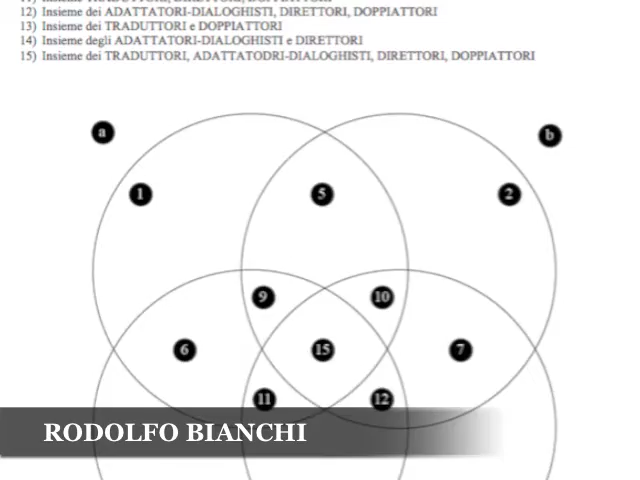 12) Insieme dei ADATTATORI-DIALOGHISTI, DIRETTORI, DOPPIATTORI
13) Insieme dei TRADUTTORI e DOPPIATTORI
14) Insieme degli ADATTATORI-DIALOGHISTI e DIRETTORI
15) Insieme dei TRADUTTORI, ADATTATODRI-DIALOGHISTI, DIRETTORI, DOPPIATTORI
a
b
1
5
2
9
10
6
15
7
11
12
RODOLFO BIANCHI